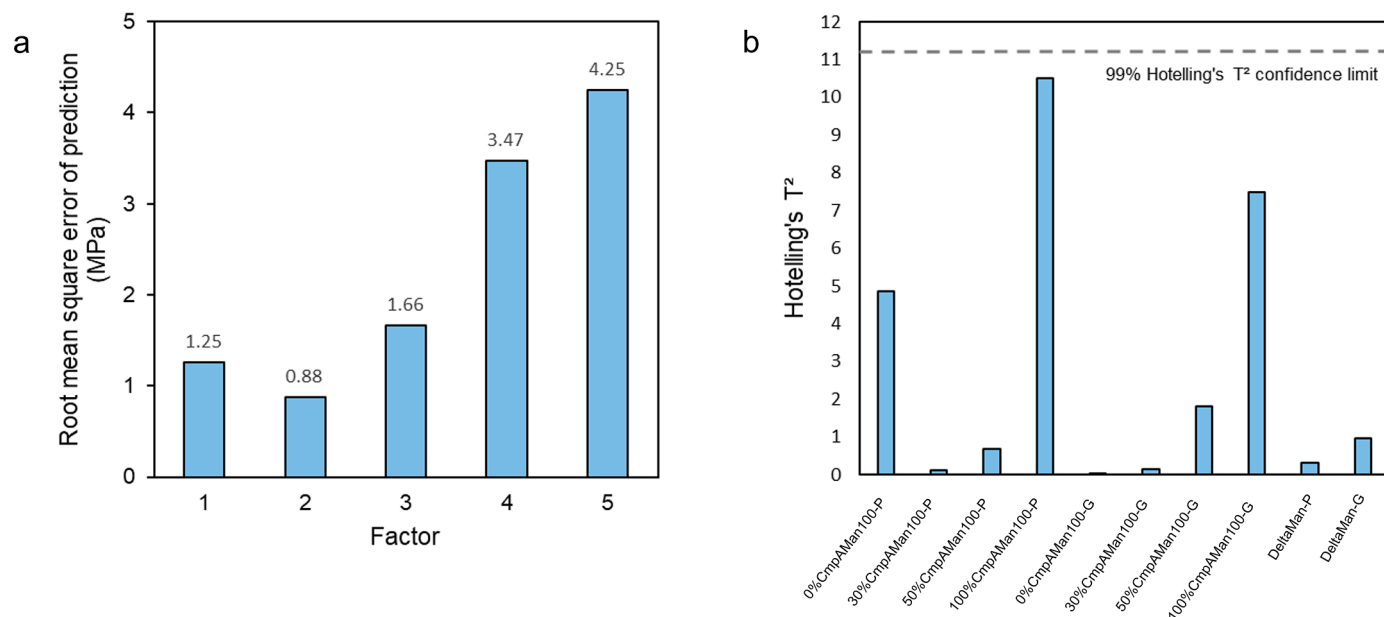 a
Root mean square error of prediction
(MPa)
5
4
3
2
1
0
1.25
0.88
1.66
3.47
4.25
1
2
3
4
5
Factor
b
Hotelling's T²
12
11
10
9
8
7
6
5
4
3
2
1
0
99% Hotelling's T² confidence limit
0%CmpAMan100-P
30%CmpAMan100-P
50%CmpAMan100-P
100%CmpAMan100-P
0%CmpAMan100-G
30%CmpAMan100-G
50%CmpAMan100-G
100%CmpAMan100-G
DeltaMan-P
DeltaMan-G